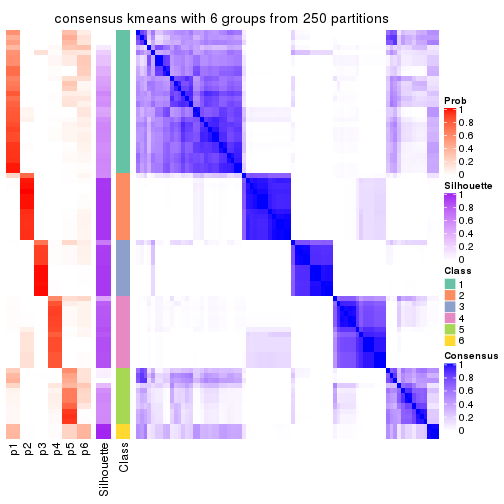 consensus kmeans with 6 groups from 250 partitions
Prob
1
0.8
0.6
0.4
0.2
0
Silhouette
1
0.8
0.6
0.4
0.2
0
Class
1
2
3
4
5
6
Consensus
1
0.8
0.6
0.4
0.2
0
p1
p2
p3
p4
p5
p6
Silhouette
Class